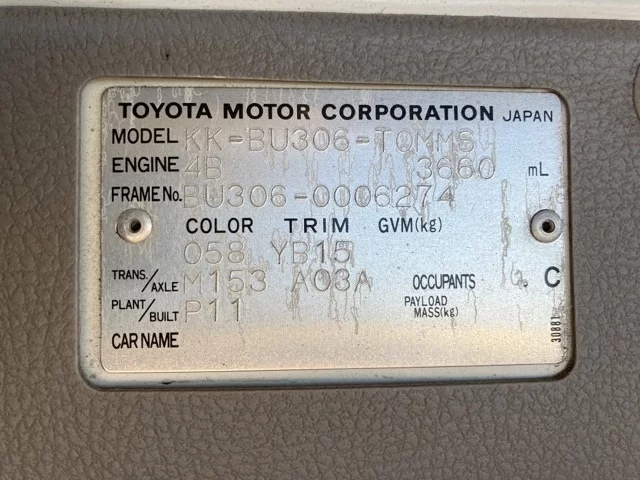 TOYOTA MOTOR CORPORATION JAPAN
MODEL KK-BU306-TQMMS
ENGINE 4B 3660 mL
FRAME No. BU306-0006274
COLOR TRIM GVM(kg)
058 YB15
TRANS./AXLE M153 A03A OCCUPANTS C
PLANT/BUILT P11 PAYLOAD MASS(kg)
CAR NAME
30881